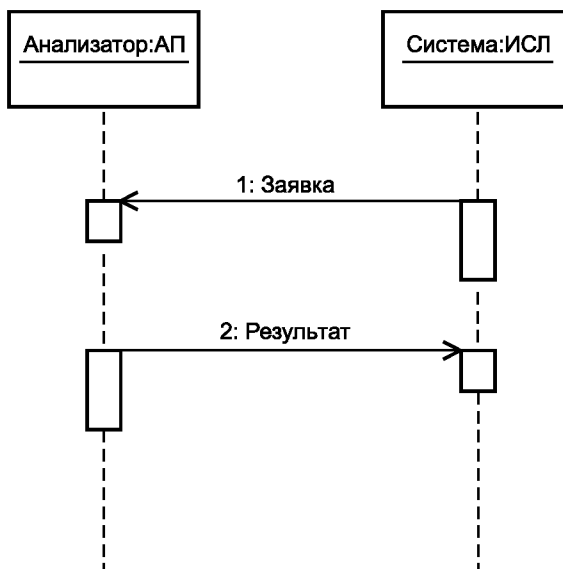 Анализатор:АП
Система:ИСЛ
1: Заявка
2: Результат